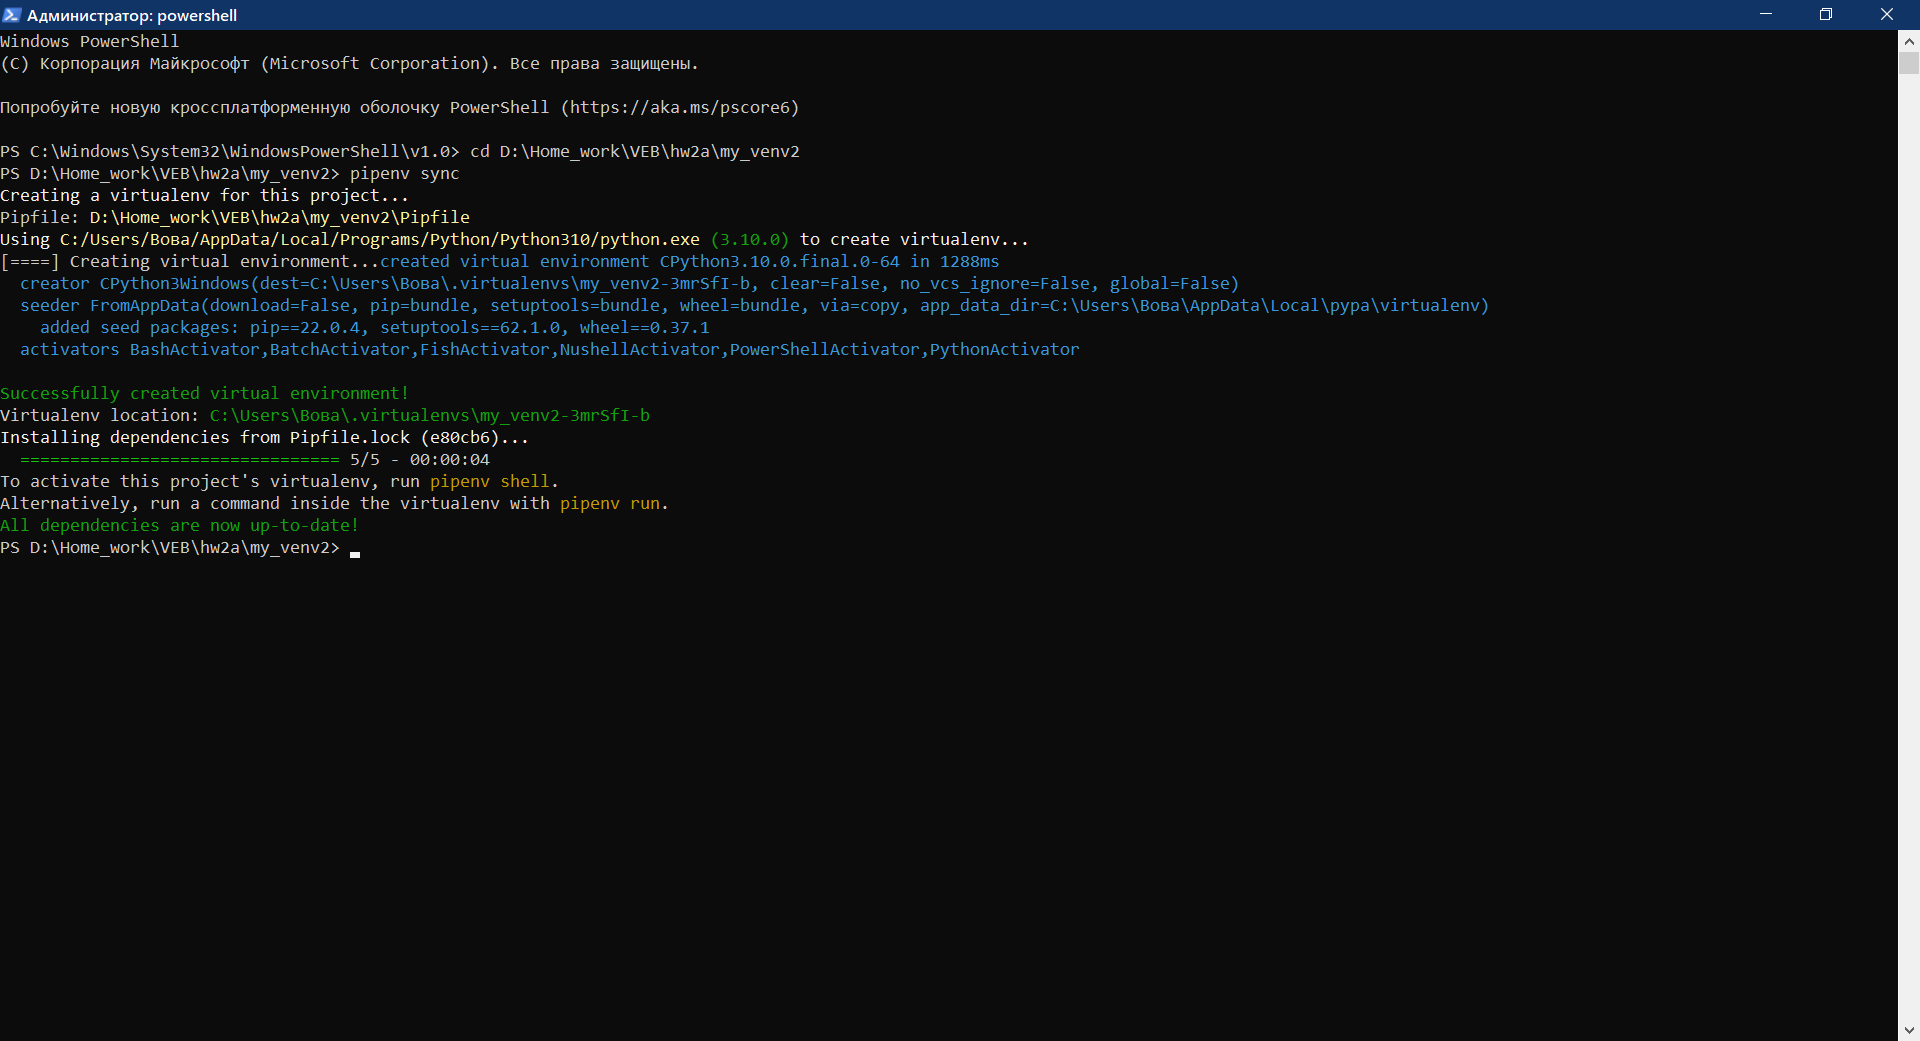 Администратор: powershell
Windows PowerShell
(C) Корпорация Майкрософт (Microsoft Corporation). Все права защищены.
Попробуйте новую кроссплатформенную оболочку PowerShell (https://aka.ms/pscore6)
PS C:\Windows\System32\WindowsPowerShell\v1.0> cd D:\Home_work\VEB\hw2a\my_venv2
PS D:\Home_work\VEB\hw2a\my_venv2> pipenv sync
Creating a virtualenv for this project...
Pipfile: D:\Home_work\VEB\hw2a\my_venv2\Pipfile
Using C:/Users/Вова/AppData/Local/Programs/Python/Python310/python.exe (3.10.0) to create virtualenv...
[====] Creating virtual environment...created virtual environment CPython3.10.0.final.0-64 in 1288ms
  creator CPython3Windows(dest=C:\Users\Вова\.virtualenvs\my_venv2-3mrSfI-b, clear=False, no_vcs_ignore=False, global=False)
  seeder FromAppData(download=False, pip=bundle, setuptools=bundle, wheel=bundle, via=copy, app_data_dir=C:\Users\Вова\AppData\Local\pypa\virtualenv)
    added seed packages: pip==22.0.4, setuptools==62.1.0, wheel==0.37.1
  activators BashActivator,BatchActivator,FishActivator,NushellActivator,PowerShellActivator,PythonActivator
Successfully created virtual environment!
Virtualenv location: C:\Users\Вова\.virtualenvs\my_venv2-3mrSfI-b
Installing dependencies from Pipfile.lock (e80cb6)...
  ================================ 5/5 - 00:00:04
To activate this project's virtualenv, run pipenv shell.
Alternatively, run a command inside the virtualenv with pipenv run.
All dependencies are now up-to-date!
PS D:\Home_work\VEB\hw2a\my_venv2>